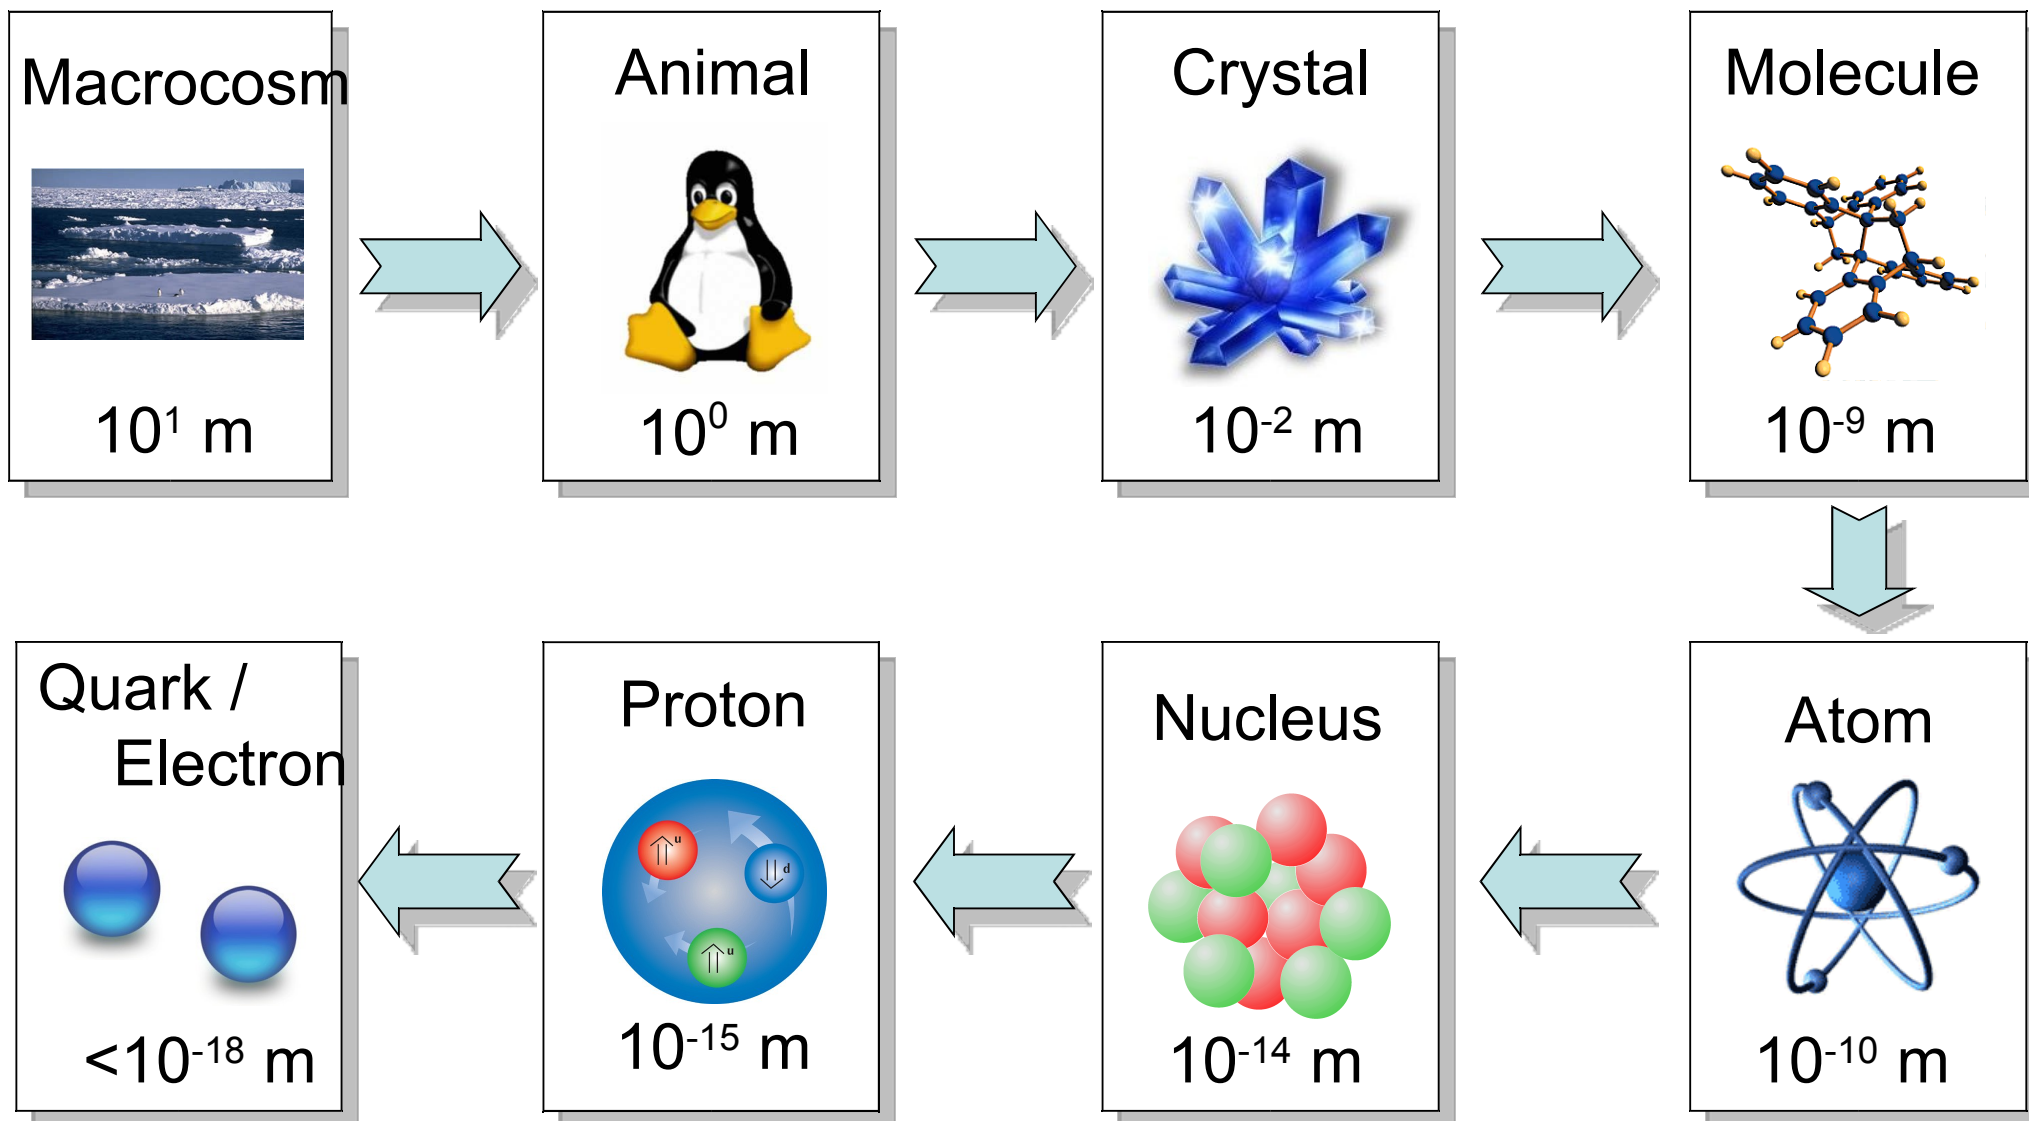 Macrocosm
10¹ m
Animal
10⁰ m
Crystal
10⁻² m
Molecule
10⁻⁹ m
Quark /
Electron
<10⁻¹⁸ m
Proton
u
d
u
10⁻¹⁵ m
Nucleus
10⁻¹⁴ m
Atom
10⁻¹⁰ m